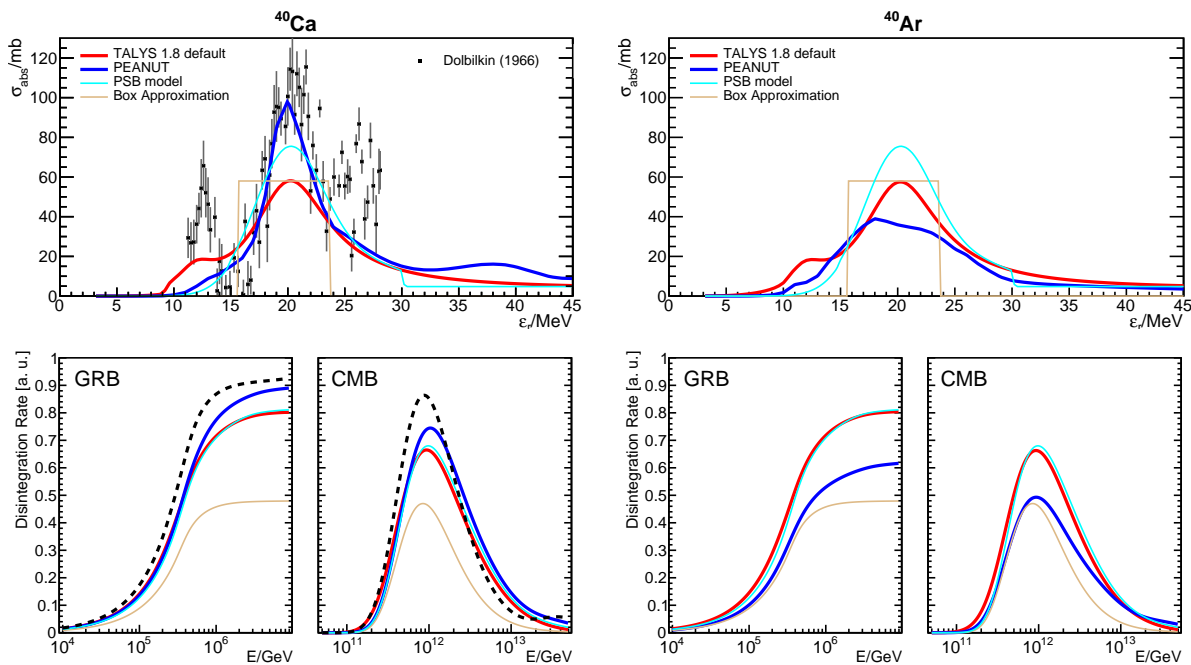 ⁴⁰Ca
σabs/mb
120
100
80
60
40
20
0
TALYS 1.8 default
PEANUT
PSB model
Box Approximation
Dolbilkin (1966)
0 5 10 15 20 25 30 35 40 45
εr/MeV
⁴⁰Ar
σabs/mb
120
100
80
60
40
20
0
TALYS 1.8 default
PEANUT
PSB model
Box Approximation
0 5 10 15 20 25 30 35 40 45
εr/MeV
Disintegration Rate [a. u.]
1
0.9
0.8
0.7
0.6
0.5
0.4
0.3
0.2
0.1
0
GRB
10⁴ 10⁵ 10⁶
E/GeV
CMB
10¹¹ 10¹² 10¹³
E/GeV
Disintegration Rate [a. u.]
1
0.9
0.8
0.7
0.6
0.5
0.4
0.3
0.2
0.1
0
GRB
10⁴ 10⁵ 10⁶
E/GeV
CMB
10¹¹ 10¹² 10¹³
E/GeV